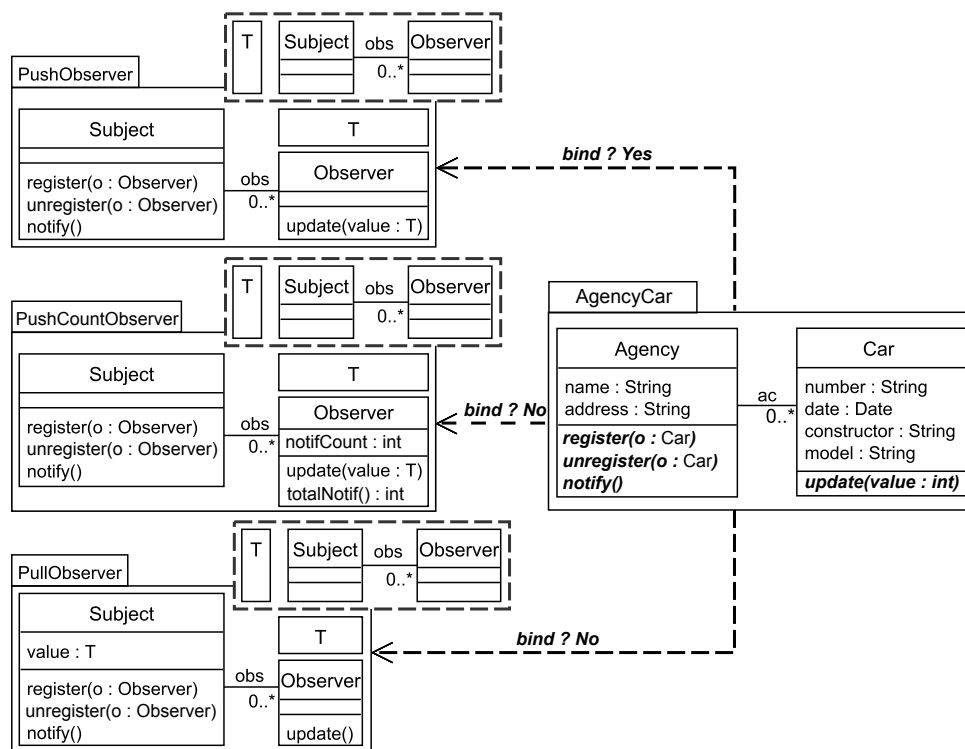 T
Subject
obs
0..*
Observer
PushObserver
Subject
register(o : Observer)
unregister(o : Observer)
notify()
obs
0..*
T
Observer
update(value : T)
bind ? Yes
T
Subject
obs
0..*
Observer
PushCountObserver
Subject
register(o : Observer)
unregister(o : Observer)
notify()
obs
0..*
T
Observer
notifCount : int
update(value : T)
totalNotif() : int
bind ? No
AgencyCar
Agency
name : String
address : String
register(o : Car)
unregister(o : Car)
notify()
ac
0..*
Car
number : String
date : Date
constructor : String
model : String
update(value : int)
T
Subject
obs
0..*
Observer
PullObserver
Subject
value : T
register(o : Observer)
unregister(o : Observer)
notify()
obs
0..*
T
Observer
update()
bind ? No